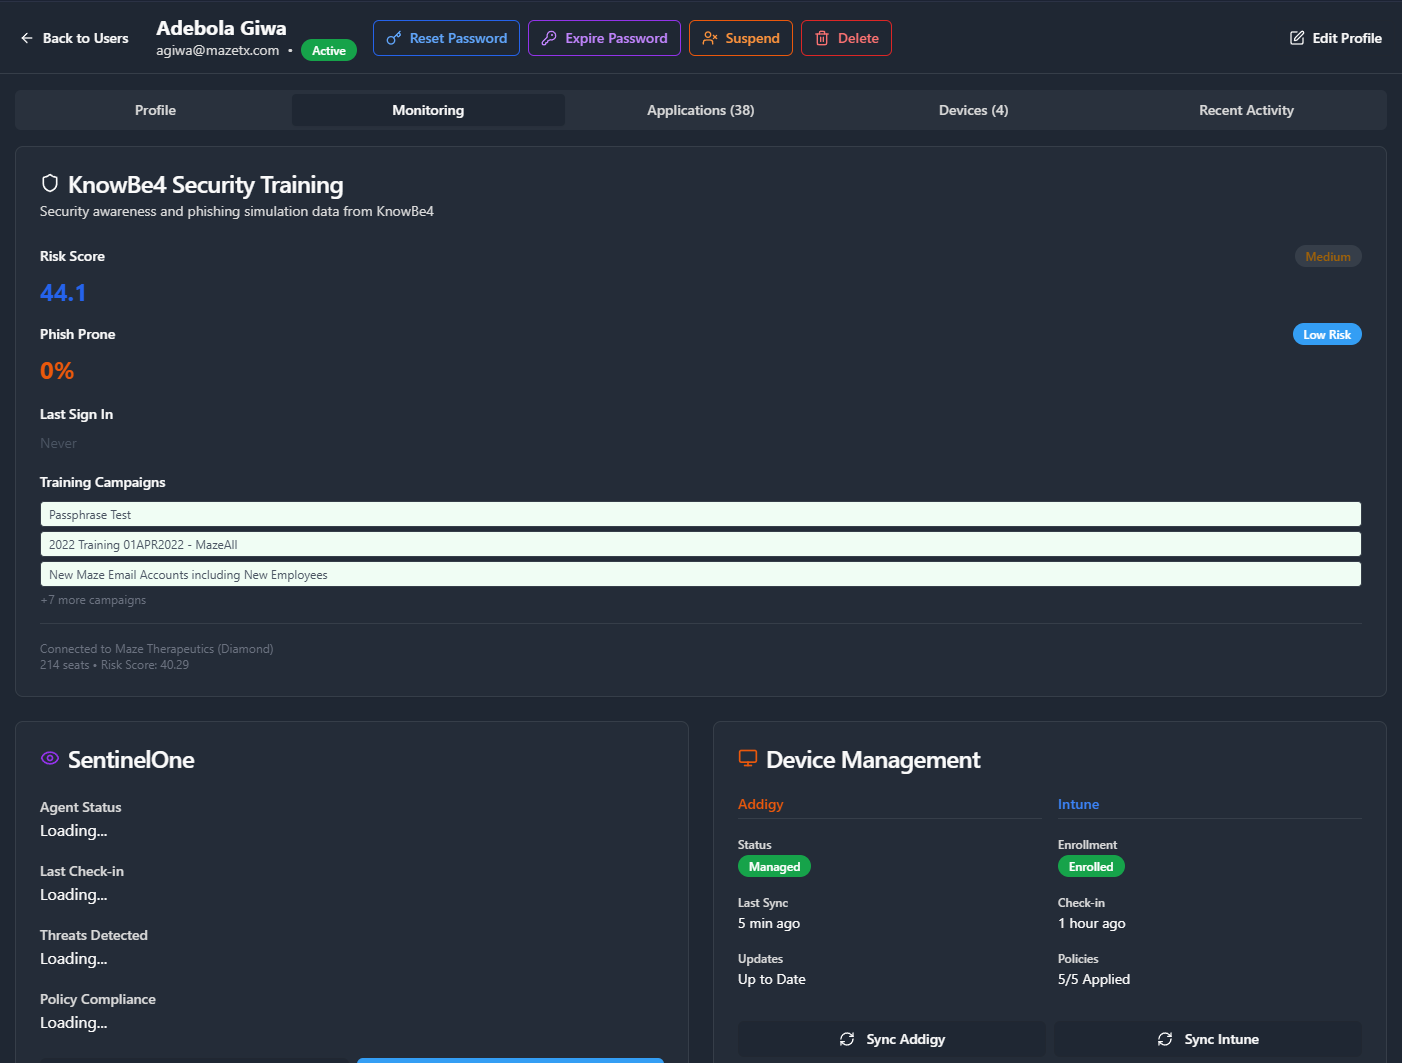 Back to Users
Adebola Giwa
agiwa@mazetx.com • Active
Reset Password
Expire Password
Suspend
Delete
Edit Profile
Profile
Monitoring
Applications (38)
Devices (4)
Recent Activity
KnowBe4 Security Training
Security awareness and phishing simulation data from KnowBe4
Risk Score
Medium
44.1
Phish Prone
Low Risk
0%
Last Sign In
Never
Training Campaigns
Passphrase Test
2022 Training 01APR2022 - MazeAll
New Maze Email Accounts including New Employees
+7 more campaigns
Connected to Maze Therapeutics (Diamond)
214 seats • Risk Score: 40.29
SentinelOne
Agent Status
Loading...
Last Check-in
Loading...
Threats Detected
Loading...
Policy Compliance
Loading...
Device Management
Addigy
Status
Managed
Last Sync
5 min ago
Updates
Up to Date
Sync Addigy
Intune
Enrollment
Enrolled
Check-in
1 hour ago
Policies
5/5 Applied
Sync Intune